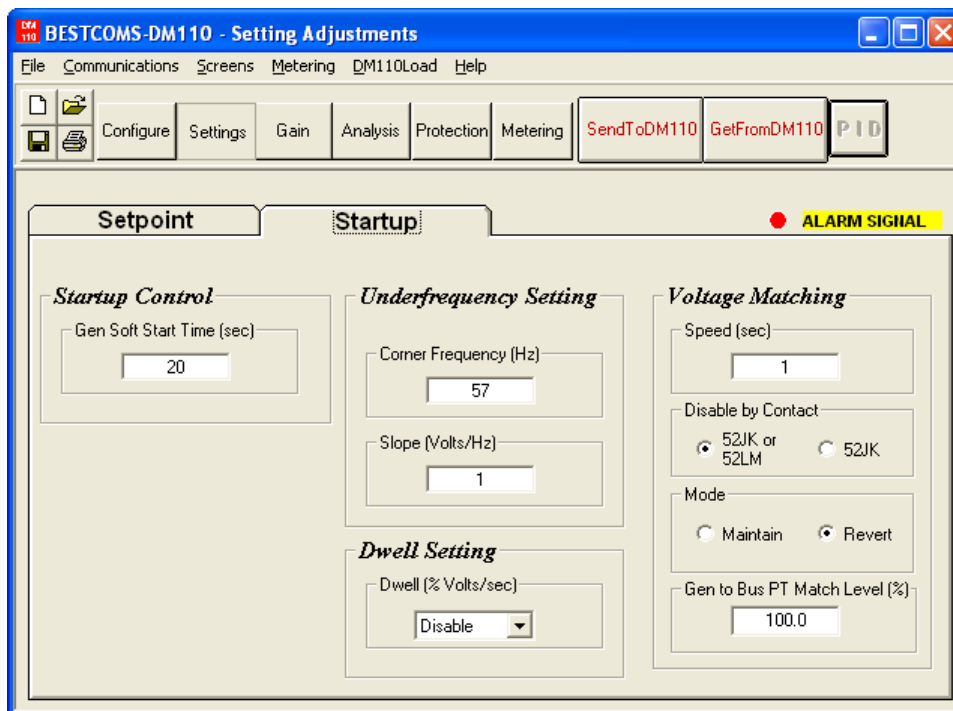 DM
110
BESTCOMS-DM110 - Setting Adjustments
File Communications Screens Metering DM110Load Help
Configure Settings Gain Analysis Protection Metering SendToDM110 GetFromDM110 PID
Setpoint Startup ALARM SIGNAL
Startup Control
Gen Soft Start Time (sec)
20
Underfrequency Setting
Corner Frequency (Hz)
57
Slope (Volts/Hz)
1
Dwell Setting
Dwell (% Volts/sec)
Disable
Voltage Matching
Speed (sec)
1
Disable by Contact
52JK or
52LM
52JK
Mode
Maintain Revert
Gen to Bus PT Match Level (%)
100.0